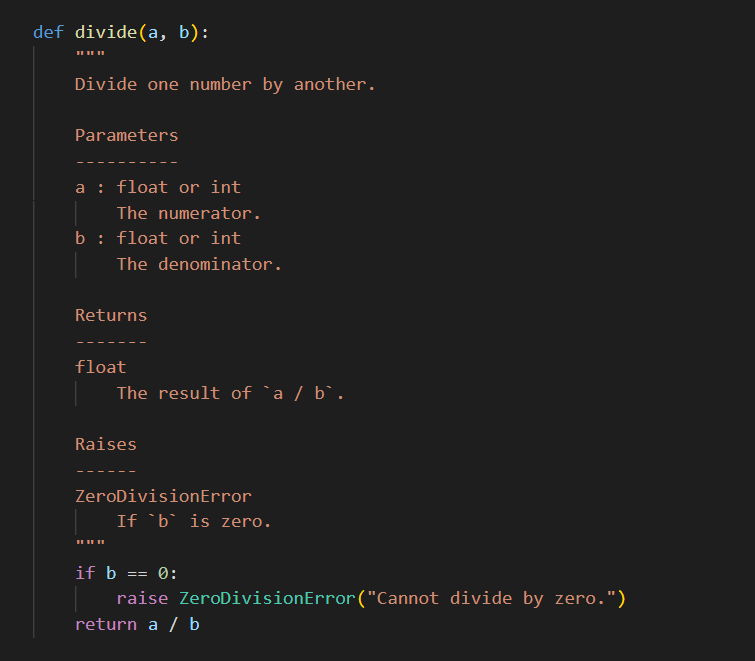 def divide(a, b):
    """
    Divide one number by another.

    Parameters
    ----------
    a : float or int
        The numerator.
    b : float or int
        The denominator.

    Returns
    -------
    float
        The result of `a / b`.

    Raises
    ------
    ZeroDivisionError
        If `b` is zero.
    """
    if b == 0:
        raise ZeroDivisionError("Cannot divide by zero.")
    return a / b